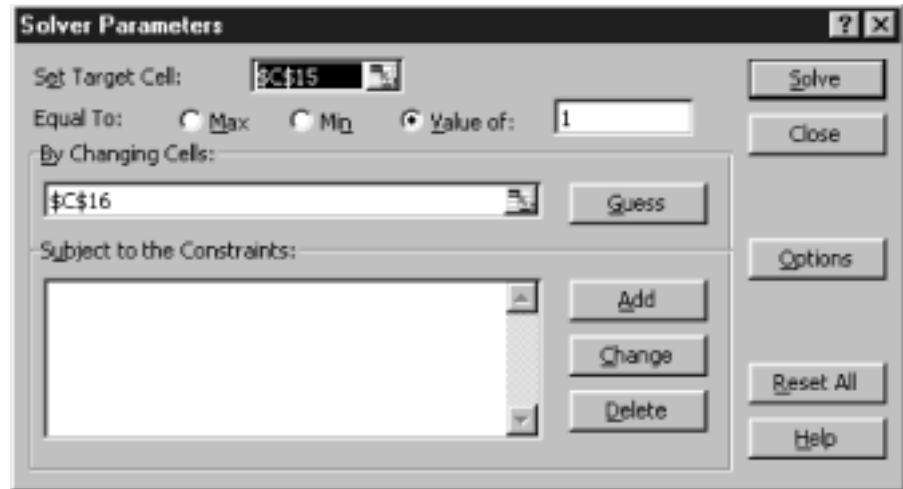 Solver Parameters
Set Target Cell: $C$15 Solve
Equal To: Max Min Value of: 1 Close
By Changing Cells:
$C$16 Guess
Subject to the Constraints: Options
Add
Change
Reset All
Delete
Help